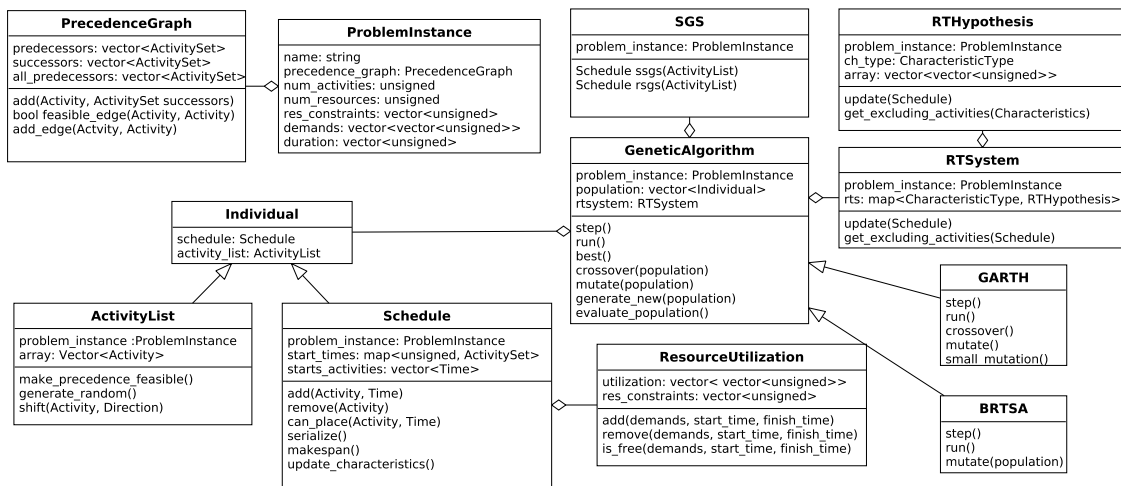 PrecedenceGraph
predecessors: vector<ActivitySet>
successors: vector<ActivitySet>
all_predecessors: vector<ActivitySet>
add(Activity, ActivitySet successors)
bool feasible_edge(Activity, Activity)
add_edge(Actvity, Activity)
ProblemInstance
name: string
precedence_graph: PrecedenceGraph
num_activities: unsigned
num_resources: unsigned
res_constraints: vector<unsigned>
demands: vector<vector<unsigned>>
duration: vector<unsigned>
SGS
problem_instance: ProblemInstance
Schedule ssgs(ActivityList)
Schedule rsgs(ActivityList)
RTHypothesis
problem_instance: ProblemInstance
ch_type: CharacteristicType
array: vector<vector<unsigned>>
update(Schedule)
get_excluding_activities(Characteristics)
GeneticAlgorithm
problem_instance: ProblemInstance
population: vector<Individual>
rtsystem: RTSystem
step()
run()
best()
crossover(population)
mutate(population)
generate_new(population)
evaluate_population()
RTSystem
problem_instance: ProblemInstance
rts: map<CharacteristicType, RTHypothesis>
update(Schedule)
get_excluding_activities(Schedule)
Individual
schedule: Schedule
activity_list: ActivityList
GARTH
step()
run()
crossover()
mutate()
small_mutation()
ActivityList
problem_instance :ProblemInstance
array: Vector<Activity>
make_precedence_feasible()
generate_random()
shift(Activity, Direction)
Schedule
problem_instance: ProblemInstance
start_times: map<unsigned, ActivitySet>
starts_activities: vector<Time>
add(Activity, Time)
remove(Activity)
can_place(Activity, Time)
serialize()
makespan()
update_characteristics()
ResourceUtilization
utilization: vector< vector<unsigned>>
res_constraints: vector<unsigned>
add(demands, start_time, finish_time)
remove(demands, start_time, finish_time)
is_free(demands, start_time, finish_time)
BRTSA
step()
run()
mutate(population)